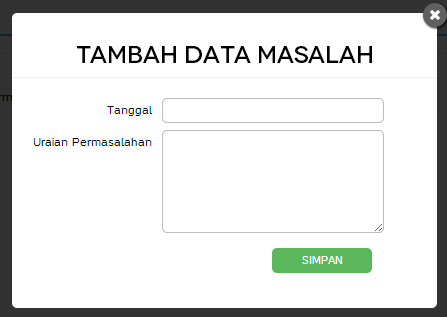 TAMBAH DATA MASALAH
Tanggal
Uraian Permasalahan
SIMPAN